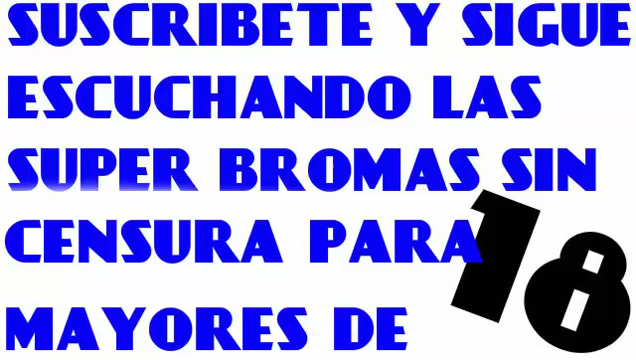 SUSCRIBETE Y SIGUE
ESCUCHANDO LAS
SUPER BROMAS SIN
CENSURA PARA
MAYORES DE 18